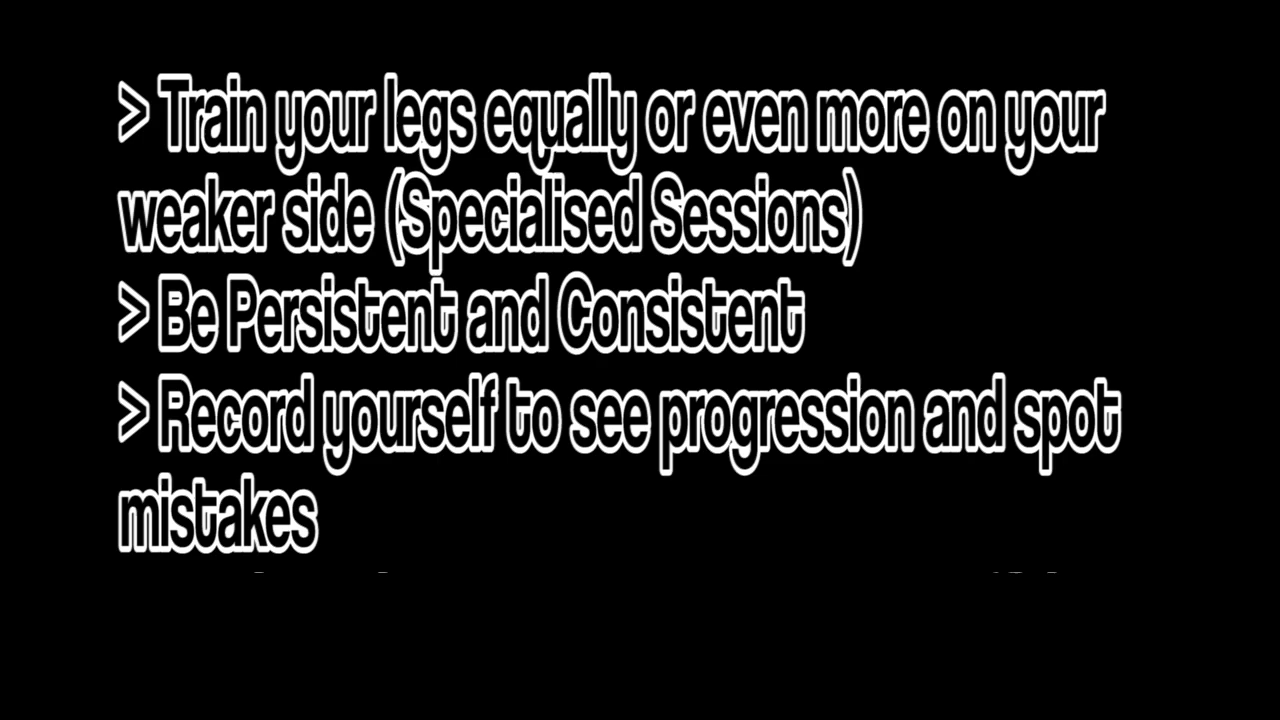 > Train your legs equally or even more on your
weaker side (Specialised Sessions)
> Be Persistent and Consistent
> Record yourself to see progression and spot
mistakes